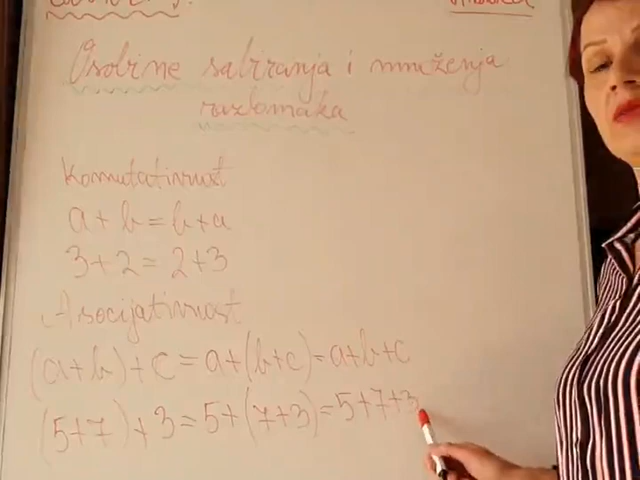 Osobine sabiranja i množenja
razlomaka
Komutativnost
a + b = b + a
3 + 2 = 2 + 3
Asocijativnost
(a + b) + c = a + (b + c) = a + b + c
(5 + 7) + 3 = 5 + (7 + 3) = 5 + 7 + 3